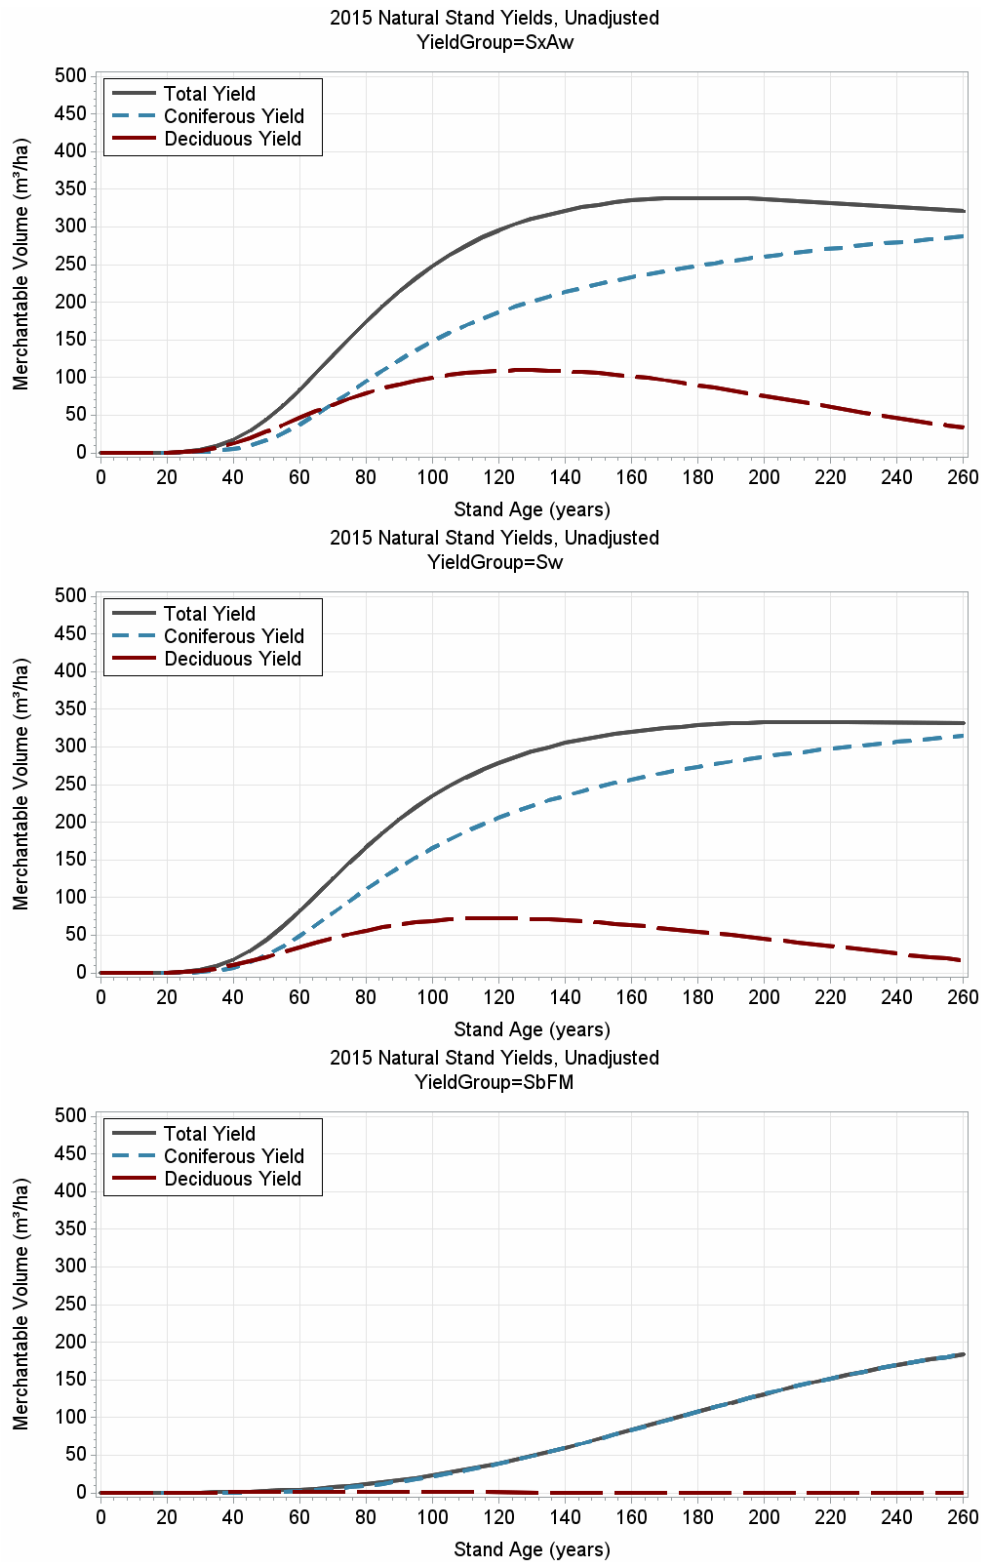 2015 Natural Stand Yields, Unadjusted
YieldGroup=SxAw
Total Yield
Coniferous Yield
Deciduous Yield
Merchantable Volume (m³/ha)
500
450
400
350
300
250
200
150
100
50
0
0 20 40 60 80 100 120 140 160 180 200 220 240 260
Stand Age (years)
2015 Natural Stand Yields, Unadjusted
YieldGroup=Sw
Total Yield
Coniferous Yield
Deciduous Yield
Merchantable Volume (m³/ha)
500
450
400
350
300
250
200
150
100
50
0
0 20 40 60 80 100 120 140 160 180 200 220 240 260
Stand Age (years)
2015 Natural Stand Yields, Unadjusted
YieldGroup=SbFM
Total Yield
Coniferous Yield
Deciduous Yield
Merchantable Volume (m³/ha)
500
450
400
350
300
250
200
150
100
50
0
0 20 40 60 80 100 120 140 160 180 200 220 240 260
Stand Age (years)